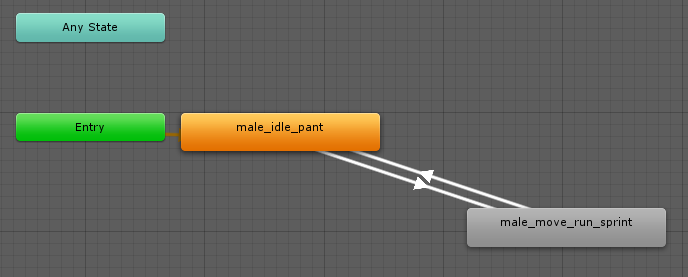 Any State
Entry
male_idle_pant
male_move_run_sprint